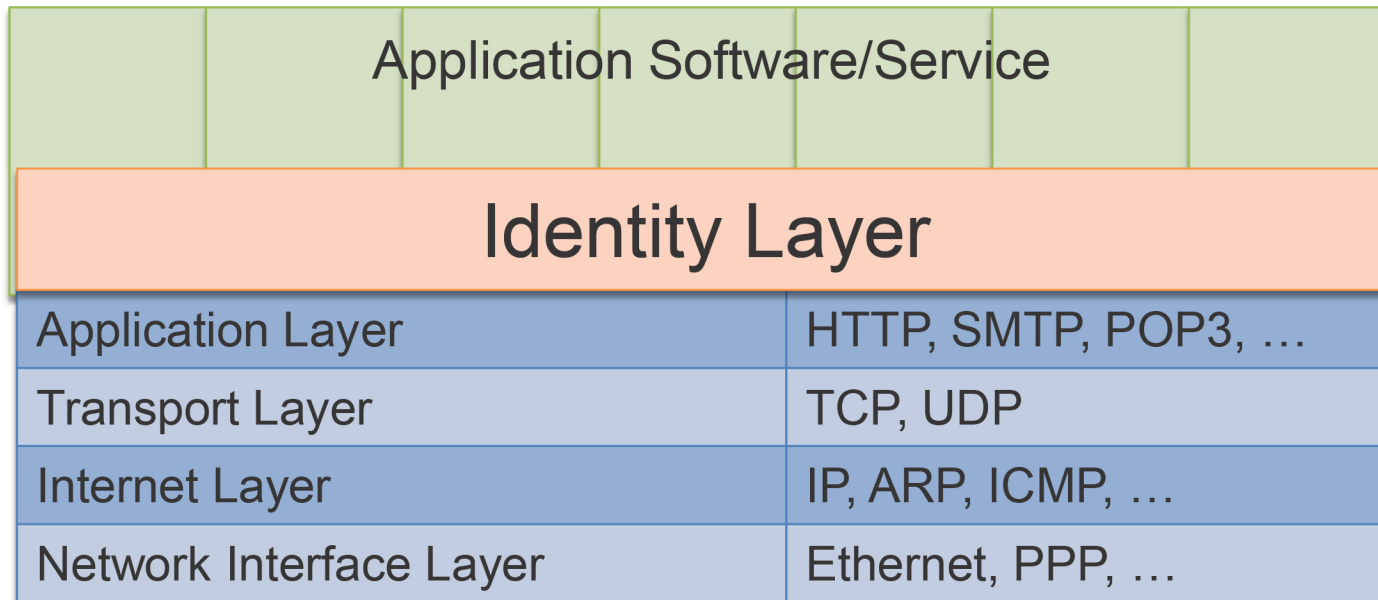 Application Software/Service
Identity Layer
Application Layer HTTP, SMTP, POP3, …
Transport Layer TCP, UDP
Internet Layer IP, ARP, ICMP, …
Network Interface Layer Ethernet, PPP, …